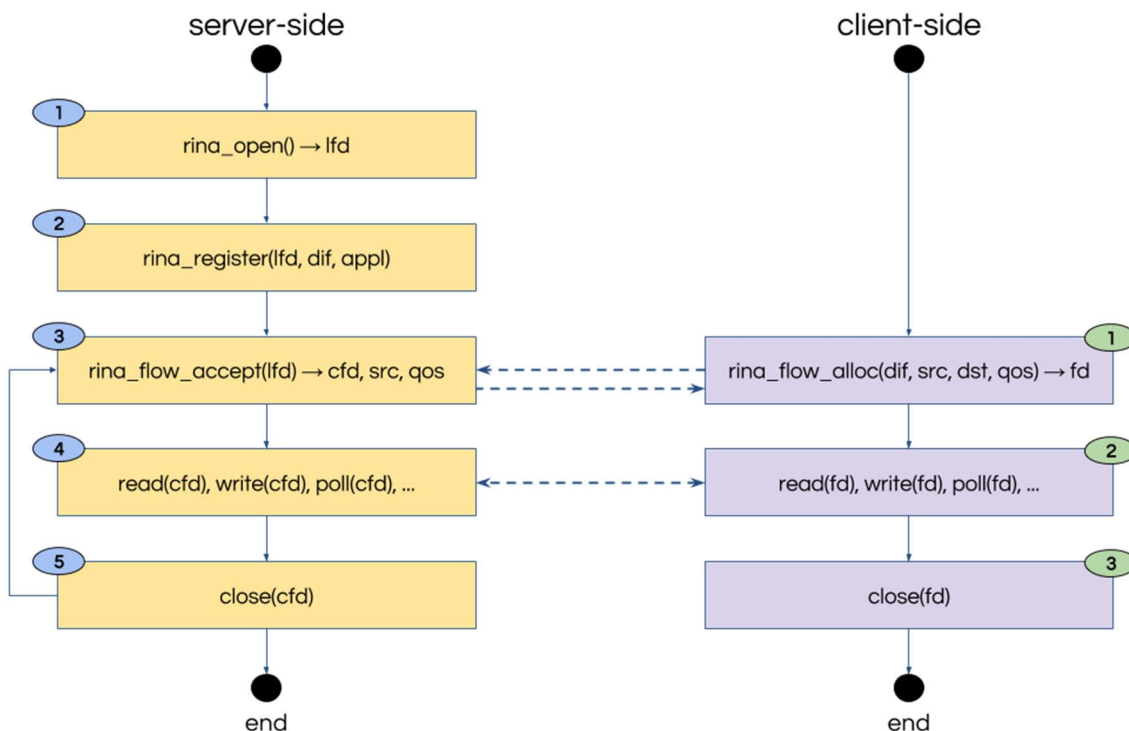 server-side
client-side
1
rina_open() → lfd
2
rina_register(lfd, dif, appl)
3
rina_flow_accept(lfd) → cfd, src, qos
1
rina_flow_alloc(dif, src, dst, qos) → fd
4
read(cfd), write(cfd), poll(cfd), ...
2
read(fd), write(fd), poll(fd), ...
5
close(cfd)
3
close(fd)
end
end